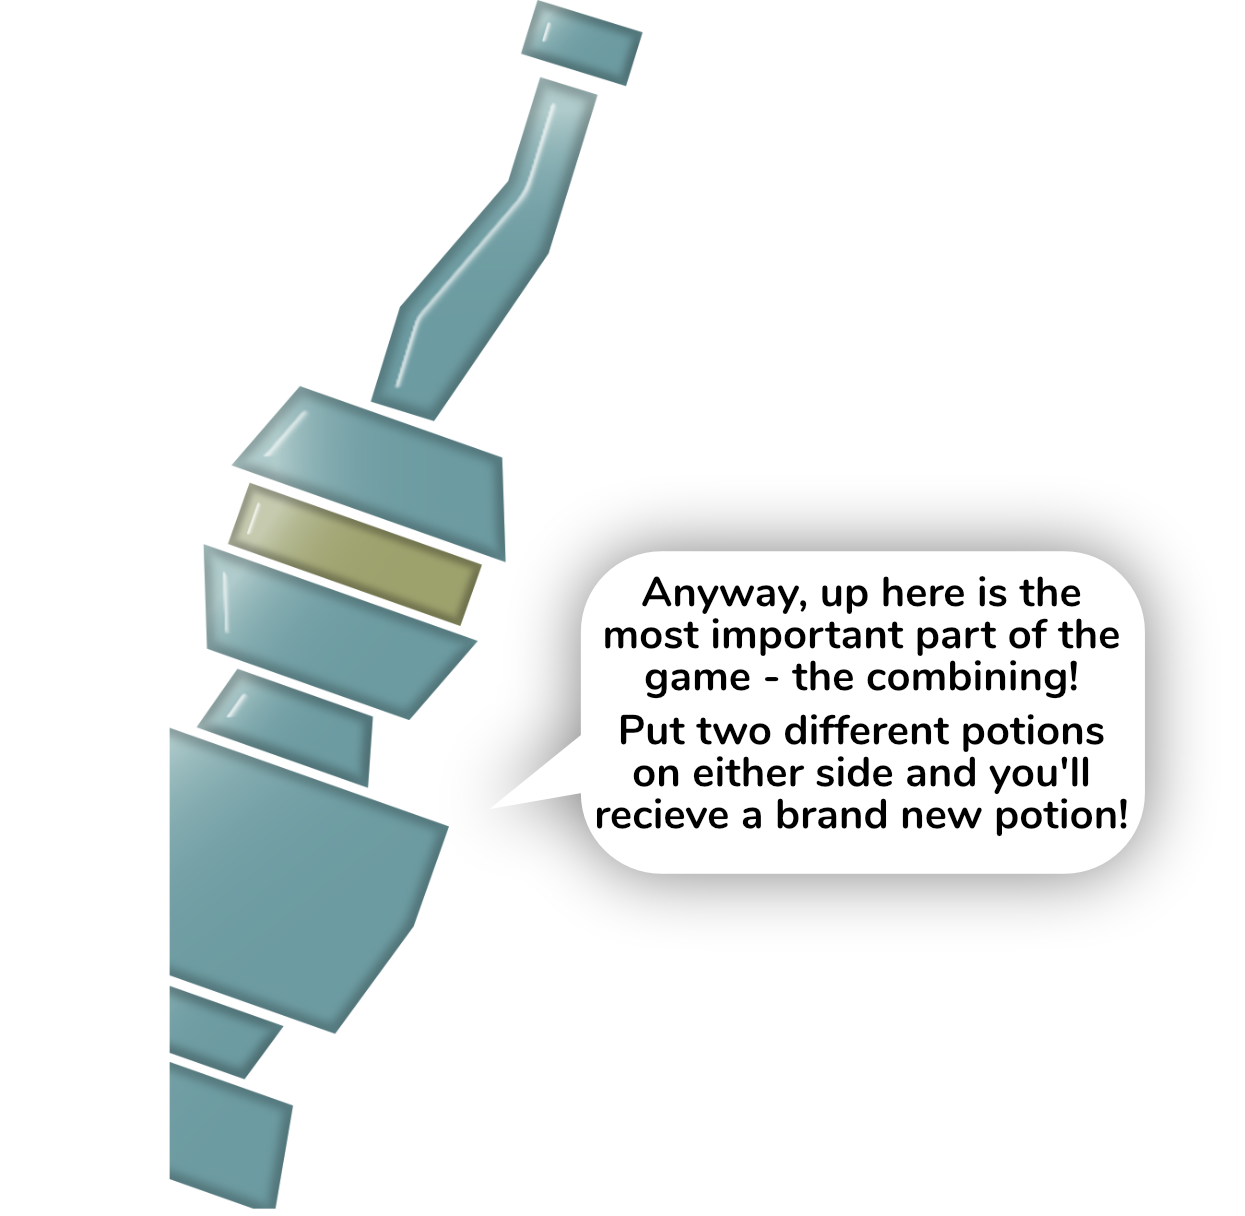 Anyway, up here is the
most important part of the
game - the combining!
Put two different potions
on either side and you'll
recieve a brand new potion!